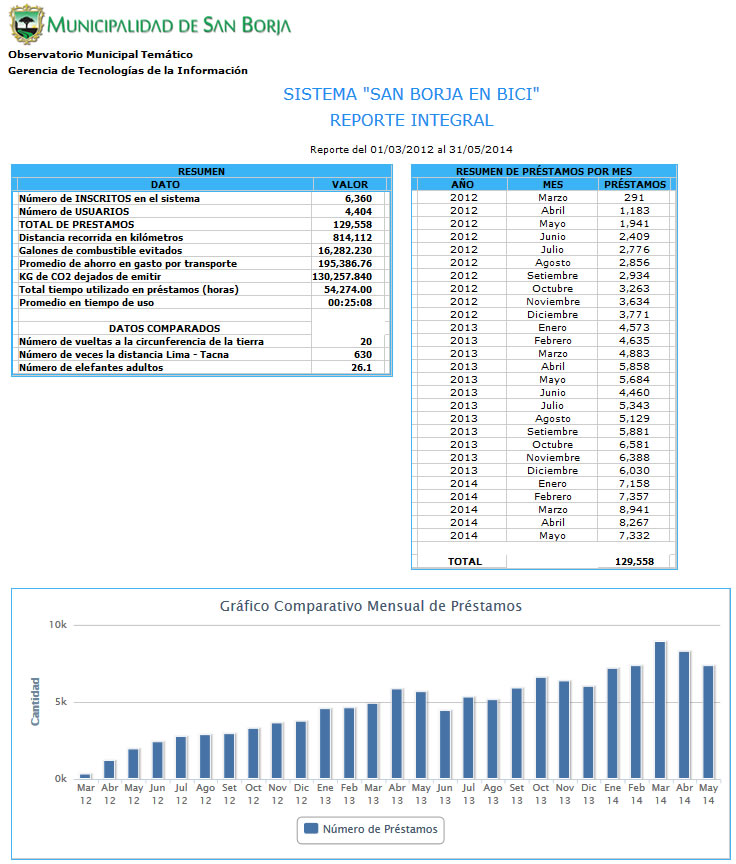 MUNICIPALIDAD DE SAN BORJA
Observatorio Municipal Temático
Gerencia de Tecnologías de la Información
SISTEMA "SAN BORJA EN BICI"
REPORTE INTEGRAL
Reporte del 01/03/2012 al 31/05/2014
RESUMEN
DATO VALOR
Número de INSCRITOS en el sistema 6,360
Número de USUARIOS 4,404
TOTAL DE PRESTAMOS 129,558
Distancia recorrida en kilómetros 814,112
Galones de combustible evitados 16,282.230
Promedio de ahorro en gasto por transporte 195,386.76
KG de CO2 dejados de emitir 130,257.840
Total tiempo utilizado en préstamos (horas) 54,274.00
Promedio en tiempo de uso 00:25:08
DATOS COMPARADOS
Número de vueltas a la circunferencia de la tierra 20
Número de veces la distancia Lima - Tacna 630
Número de elefantes adultos 26.1
RESUMEN DE PRÉSTAMOS POR MES
AÑO MES PRÉSTAMOS
2012 Marzo 291
2012 Abril 1,183
2012 Mayo 1,941
2012 Junio 2,409
2012 Julio 2,776
2012 Agosto 2,856
2012 Setiembre 2,934
2012 Octubre 3,263
2012 Noviembre 3,634
2012 Diciembre 3,771
2013 Enero 4,573
2013 Febrero 4,635
2013 Marzo 4,883
2013 Abril 5,858
2013 Mayo 5,684
2013 Junio 4,460
2013 Julio 5,343
2013 Agosto 5,129
2013 Setiembre 5,881
2013 Octubre 6,581
2013 Noviembre 6,388
2013 Diciembre 6,030
2014 Enero 7,158
2014 Febrero 7,357
2014 Marzo 8,941
2014 Abril 8,267
2014 Mayo 7,332
TOTAL 129,558
Gráfico Comparativo Mensual de Préstamos
10k
5k
0k
Cantidad
Mar Abr May Jun Jul Ago Set Oct Nov Dic Ene Feb Mar Abr May Jun Jul Ago Set Oct Nov Dic Ene Feb Mar Abr May
12 12 12 12 12 12 12 12 12 12 13 13 13 13 13 13 13 13 13 13 13 13 14 14 14 14 14
Número de Préstamos